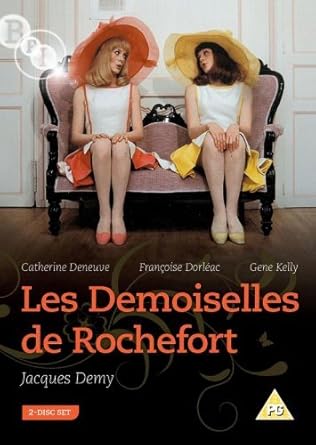 BFI
Catherine Deneuve Françoise Dorléac Gene Kelly
Les Demoiselles
de Rochefort
Jacques Demy
2-DISC SET
PG